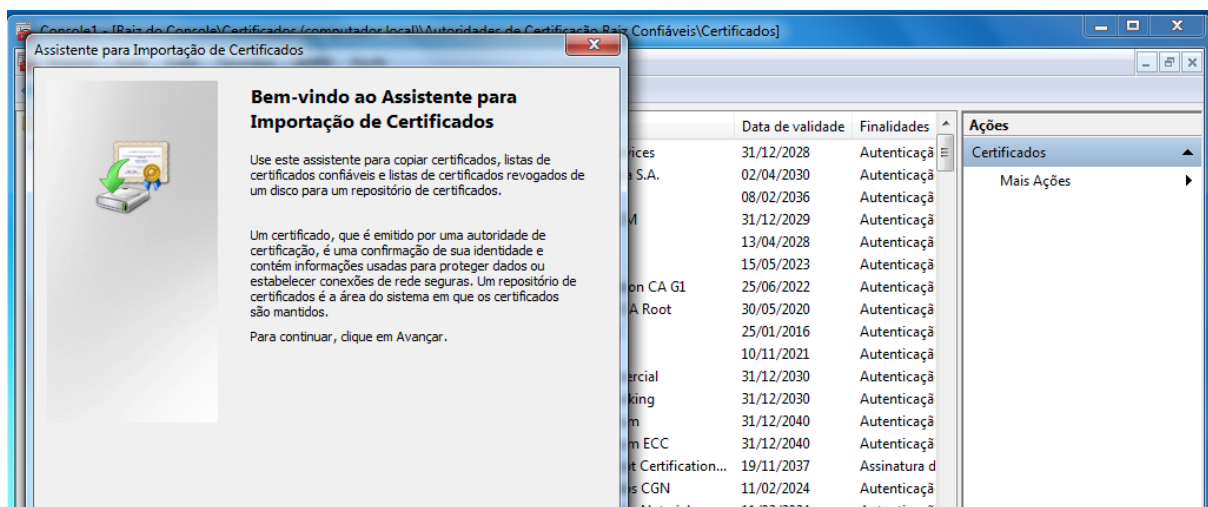 Console1 - [Raiz do Console\Certificados (computador local)\Autoridades de Certificação Raiz Confiáveis\Certificados]
Assistente para Importação de Certificados
Bem-vindo ao Assistente para
Importação de Certificados
Use este assistente para copiar certificados, listas de
certificados confiáveis e listas de certificados revogados de
um disco para um repositório de certificados.
Um certificado, que é emitido por uma autoridade de
certificação, é uma confirmação de sua identidade e
contém informações usadas para proteger dados ou
estabelecer conexões de rede seguras. Um repositório de
certificados é a área do sistema em que os certificados
são mantidos.
Para continuar, clique em Avançar.
Data de validade Finalidades
ices 31/12/2028 Autenticaçã
S.A. 02/04/2030 Autenticaçã
08/02/2036 Autenticaçã
M 31/12/2029 Autenticaçã
13/04/2028 Autenticaçã
15/05/2023 Autenticaçã
on CA G1 25/06/2022 Autenticaçã
A Root 30/05/2020 Autenticaçã
25/01/2016 Autenticaçã
10/11/2021 Autenticaçã
ercial 31/12/2030 Autenticaçã
king 31/12/2030 Autenticaçã
m 31/12/2040 Autenticaçã
m ECC 31/12/2040 Autenticaçã
t Certification... 19/11/2037 Assinatura d
s CGN 11/02/2024 Autenticaçã
Ações
Certificados
Mais Ações